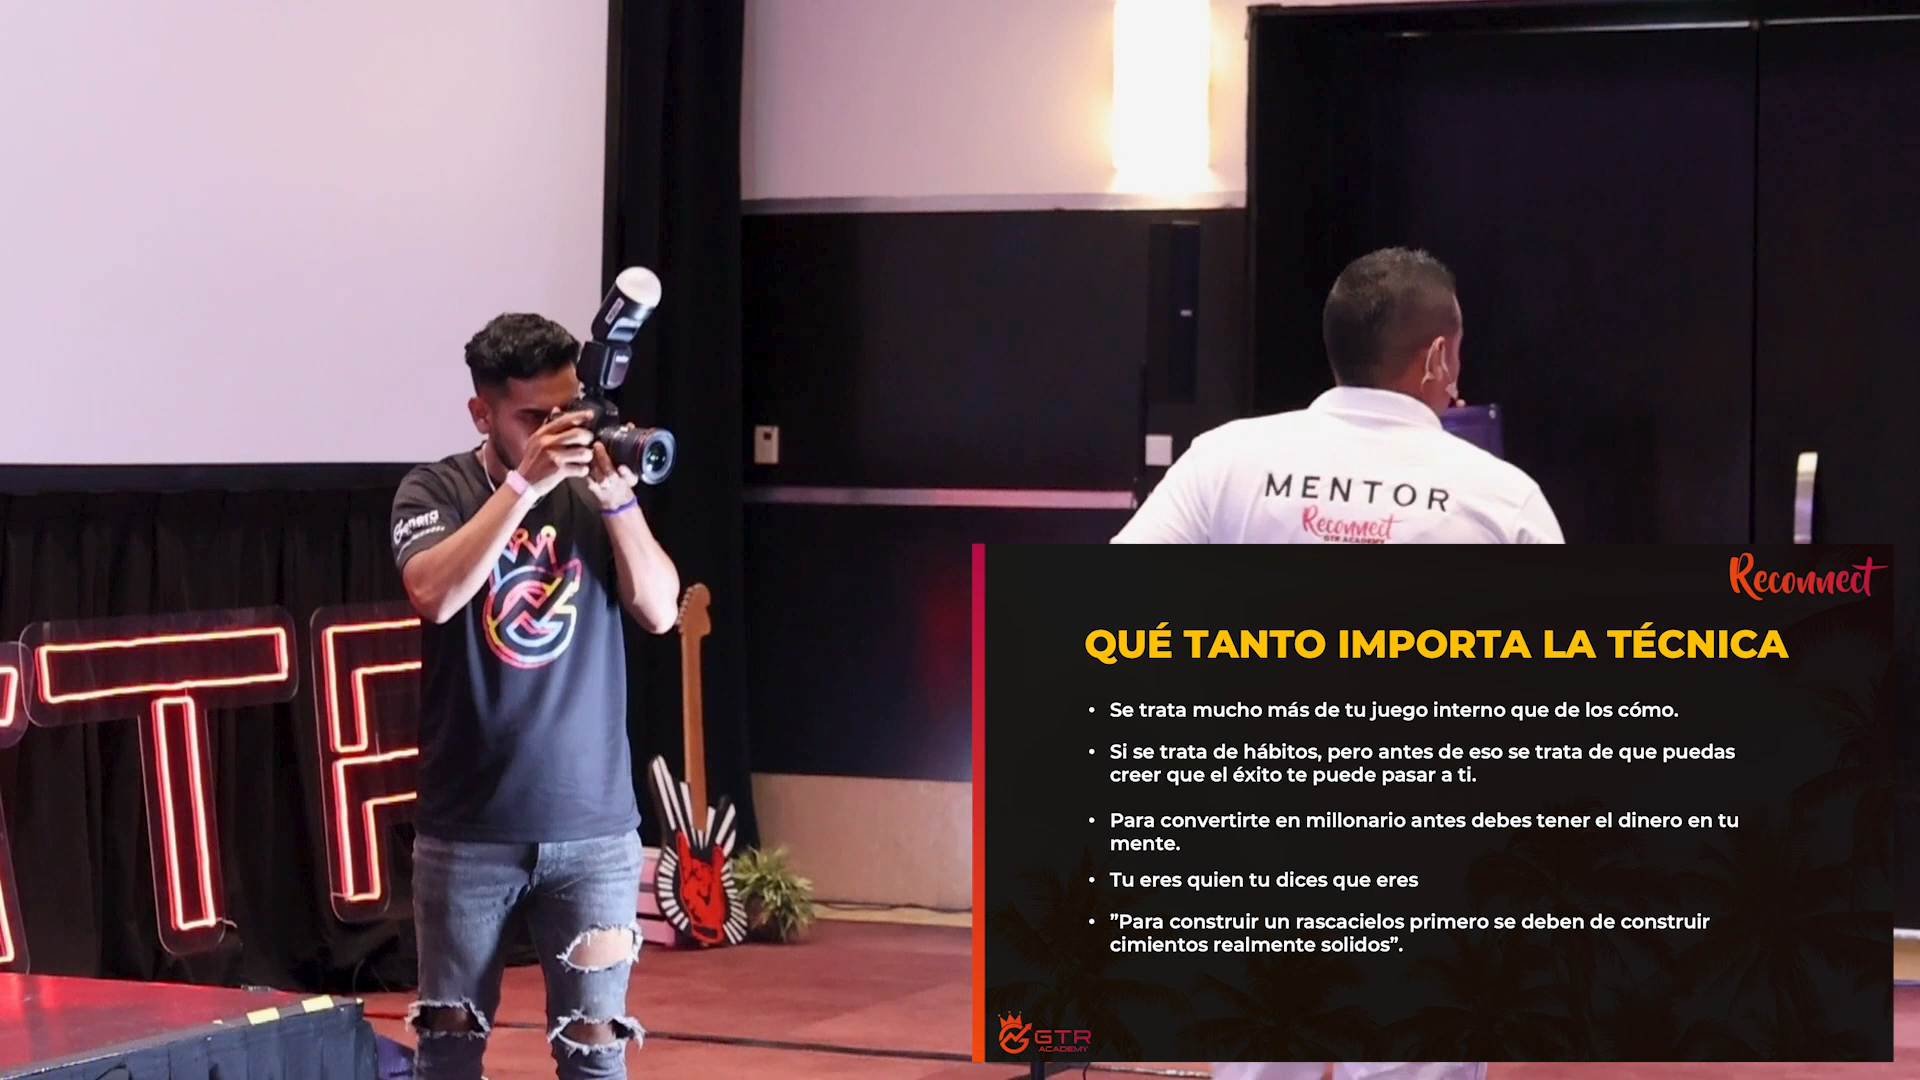 MENTOR
Reconnect
GTR ACADEMY
TR
Reconnect
QUÉ TANTO IMPORTA LA TÉCNICA
• Se trata mucho más de tu juego interno que de los cómo.
• Si se trata de hábitos, pero antes de eso se trata de que puedas
creer que el éxito te puede pasar a ti.
• Para convertirte en millonario antes debes tener el dinero en tu
mente.
• Tu eres quien tu dices que eres
• ”Para construir un rascacielos primero se deben de construir
cimientos realmente solidos”.
GTR
ACADEMY